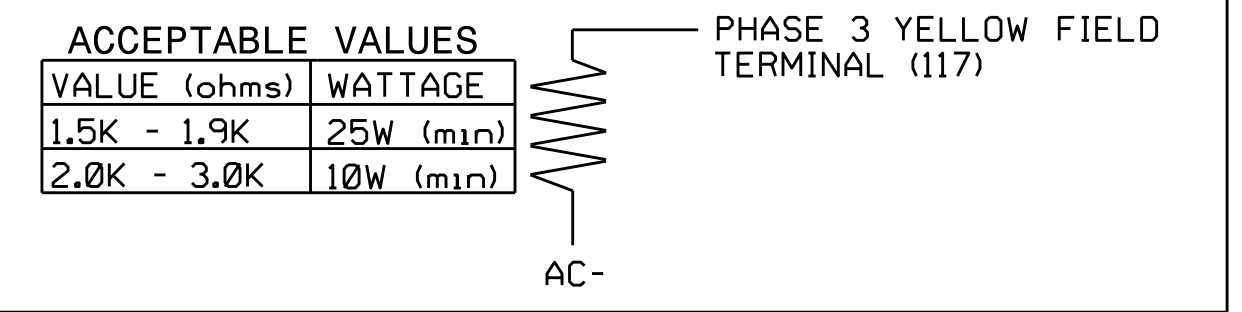 ACCEPTABLE VALUES
VALUE (ohms) WATTAGE
1.5K - 1.9K 25W (min)
2.0K - 3.0K 10W (min)
PHASE 3 YELLOW FIELD
TERMINAL (117)
AC-